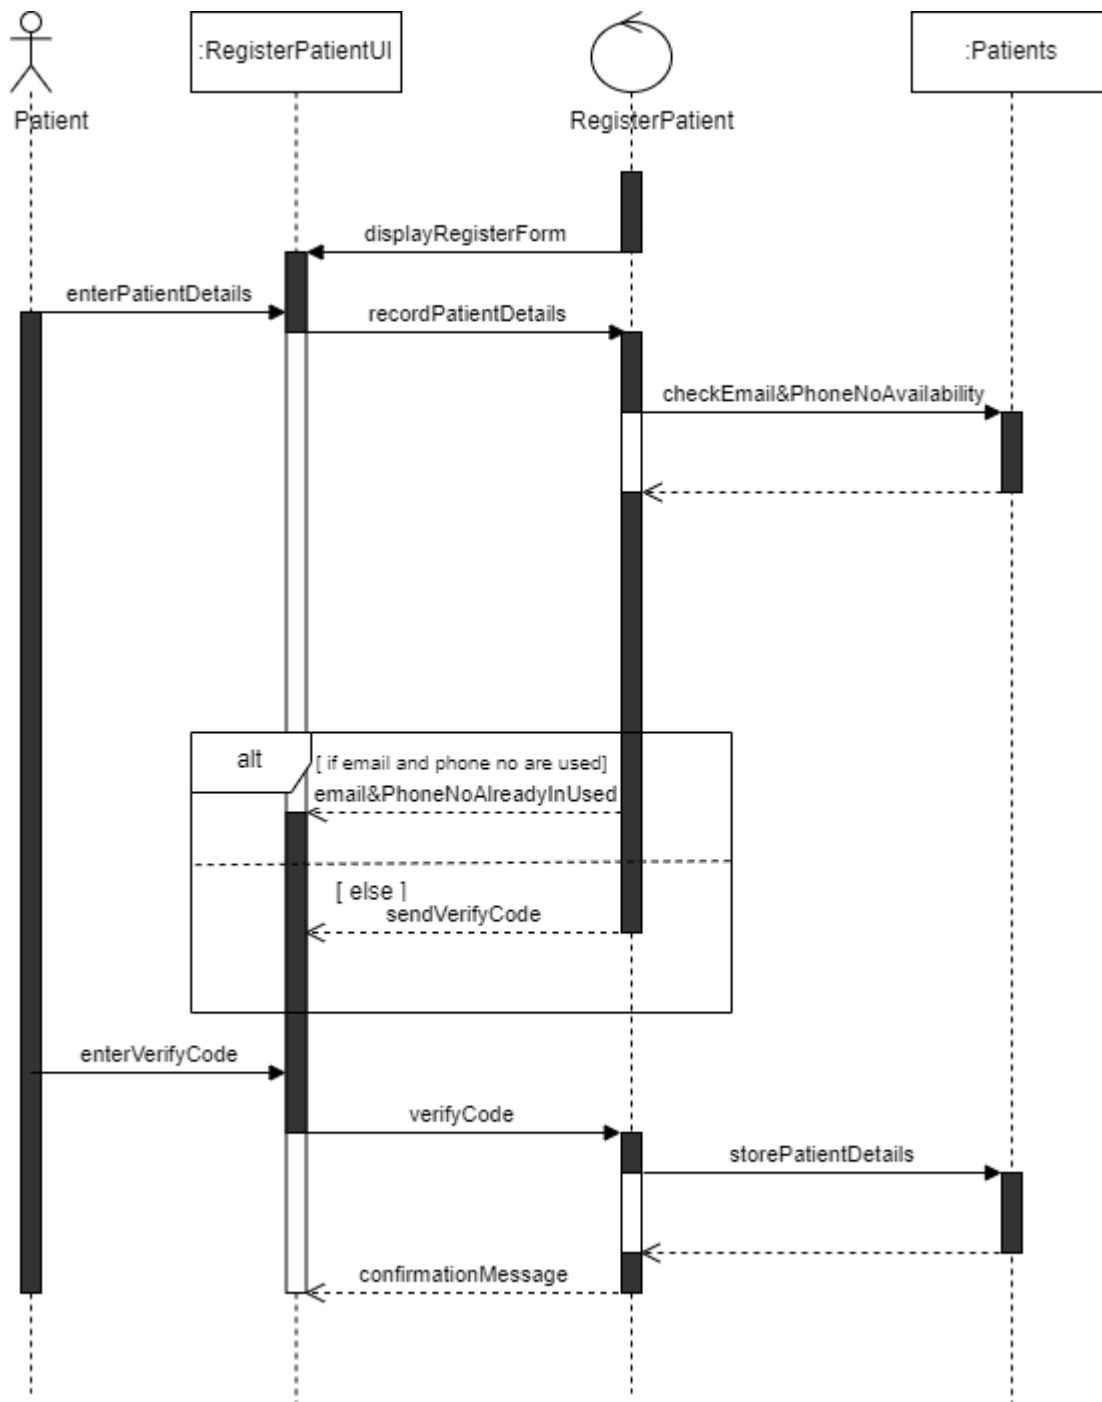 :RegisterPatientUI
:Patients
Patient
RegisterPatient
displayRegisterForm
enterPatientDetails
recordPatientDetails
checkEmail&PhoneNoAvailability
alt
[ if email and phone no are used]
email&PhoneNoAlreadyInUsed
[ else ]
sendVerifyCode
enterVerifyCode
verifyCode
storePatientDetails
confirmationMessage